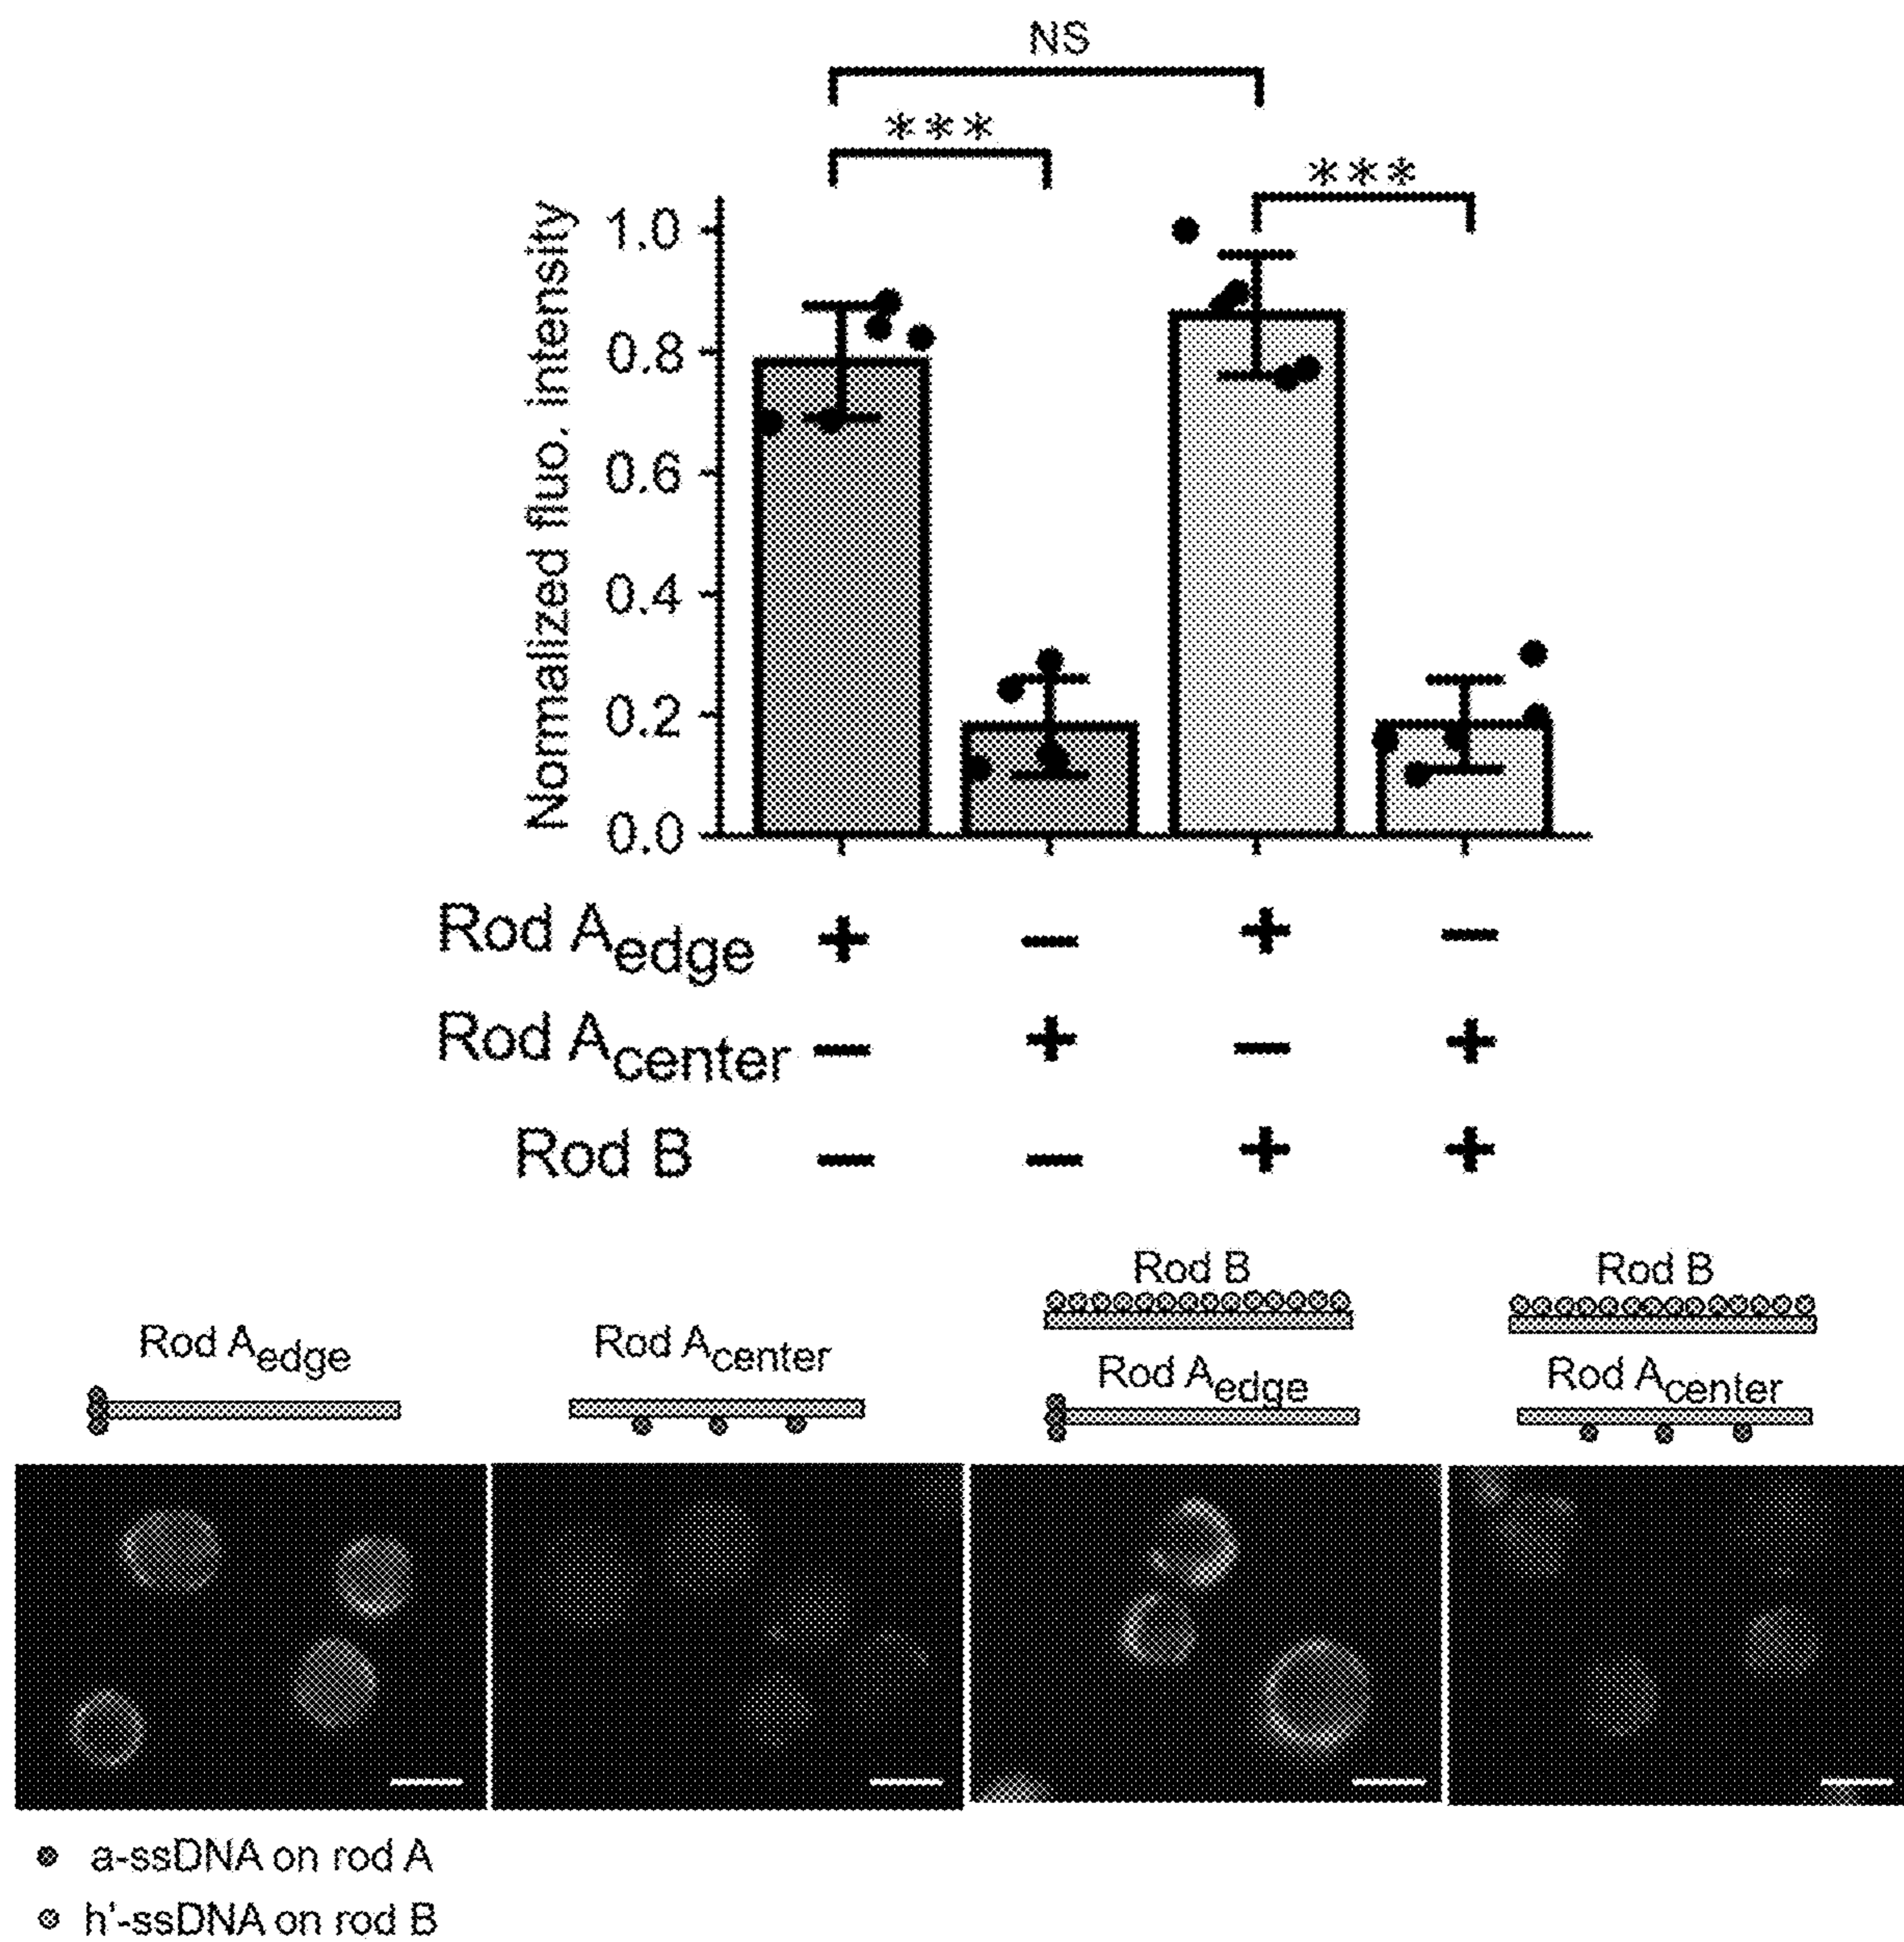 NS
***
***
Normalized fluo. intensity
1.0
0.8
0.6
0.4
0.2
0.0
Rod Aedge + − + −
Rod Acenter − + − +
Rod B − − + +
Rod B Rod B
Rod Aedge Rod Acenter Rod Aedge Rod Acenter
a-ssDNA on rod A
h'-ssDNA on rod B